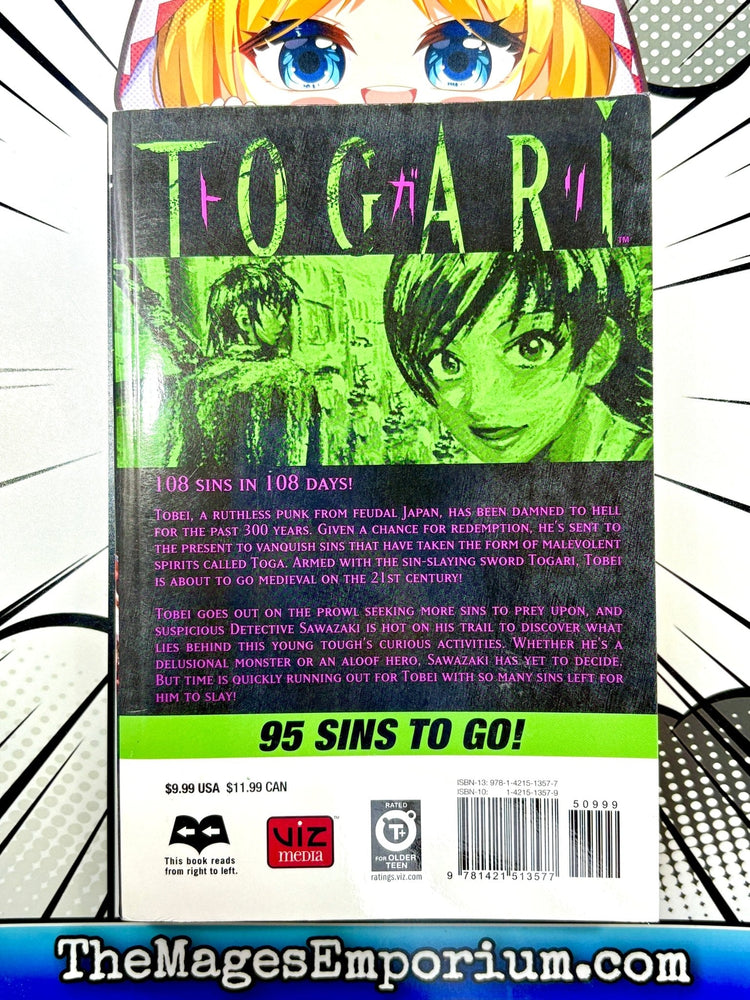 TOGARi™
トガリ
108 SINS IN 108 DAYS!
TOBEI, A RUTHLESS PUNK FROM FEUDAL JAPAN, HAS BEEN DAMNED TO HELL
FOR THE PAST 300 YEARS. GIVEN A CHANCE FOR REDEMPTION, HE'S SENT TO
THE PRESENT TO VANQUISH SINS THAT HAVE TAKEN THE FORM OF MALEVOLENT
SPIRITS CALLED TOGA. ARMED WITH THE SIN-SLAYING SWORD TOGARI, TOBEI
IS ABOUT TO GO MEDIEVAL ON THE 21ST CENTURY!
TOBEI GOES OUT ON THE PROWL SEEKING MORE SINS TO PREY UPON, AND
SUSPICIOUS DETECTIVE SAWAZAKI IS HOT ON HIS TRAIL TO DISCOVER WHAT
LIES BEHIND THIS YOUNG TOUGH'S CURIOUS ACTIVITIES. WHETHER HE'S A
DELUSIONAL MONSTER OR AN ALOOF HERO, SAWAZAKI HAS YET TO DECIDE.
BUT TIME IS QUICKLY RUNNING OUT FOR TOBEI WITH SO MANY SINS LEFT FOR
HIM TO SLAY!
95 SINS TO GO!
$9.99 USA $11.99 CAN
This book reads
from right to left.
viz
MEDIA
™
RATED
T+
FOR OLDER
TEEN
ratings.viz.com
ISBN-13: 978-1-4215-1357-7
ISBN-10: 1-4215-1357-9
50999
9 781421 513577
TheMagesEmporium.com